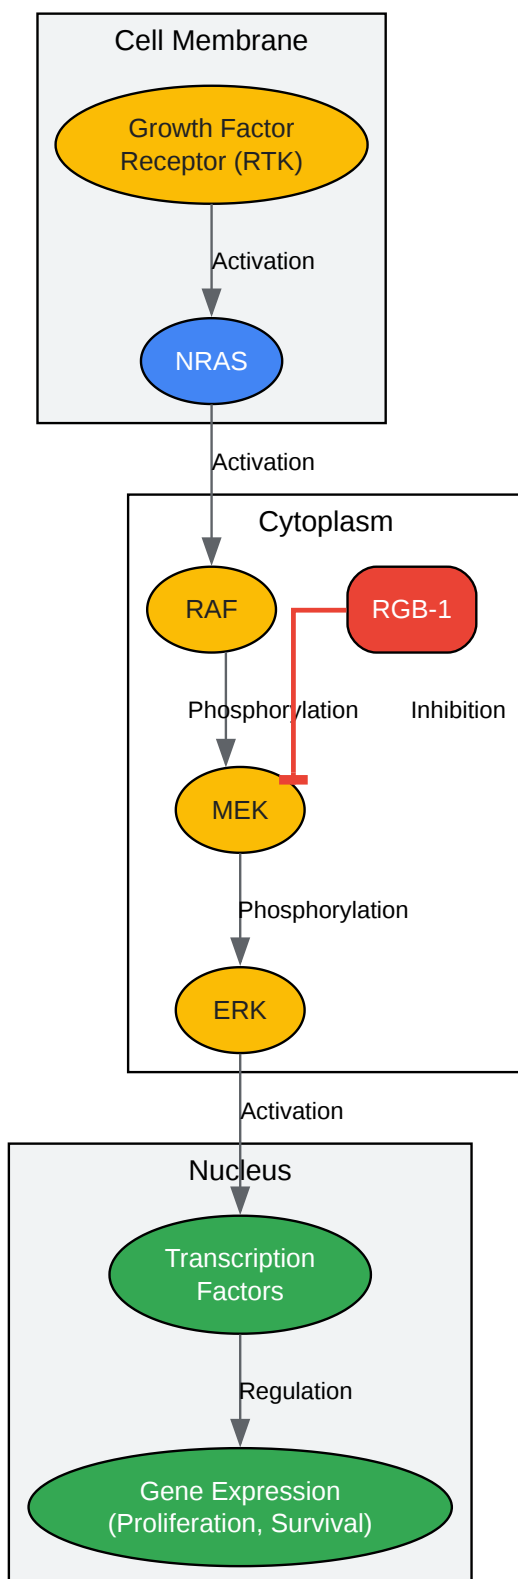 Cell Membrane
Growth Factor
Receptor (RTK)
Activation
NRAS
Activation
Cytoplasm
RAF
RGB-1
Phosphorylation
Inhibition
MEK
Phosphorylation
ERK
Activation
Nucleus
Transcription
Factors
Regulation
Gene Expression
(Proliferation, Survival)